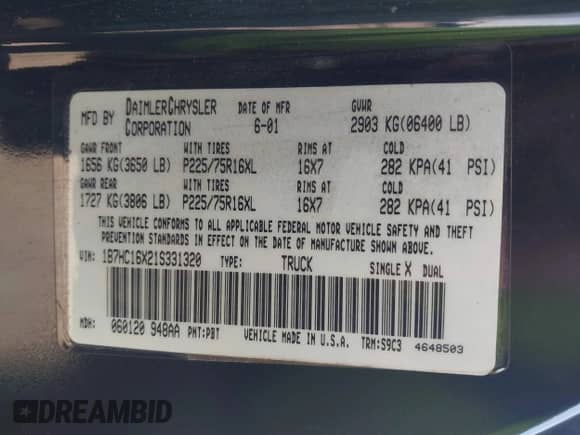 MFD BY DAIMLERCHRYSLER CORPORATION DATE OF MFR 6-01 GVWR 2903 KG(06400 LB)
GAWR FRONT WITH TIRES RIMS AT COLD
1656 KG(3650 LB) P225/75R16XL 16X7 282 KPA(41 PSI)
GAWR REAR WITH TIRES RIMS AT COLD
1727 KG(3806 LB) P225/75R16XL 16X7 282 KPA(41 PSI)
THIS VEHICLE CONFORMS TO ALL APPLICABLE FEDERAL MOTOR VEHICLE SAFETY AND THEFT
PREVENTION STANDARDS IN EFFECT ON THE DATE OF MANUFACTURE SHOWN ABOVE.
VIN: 1B7HC16X21S331320 TYPE: TRUCK SINGLE X DUAL
MDH: 060120 948AA PNT:PBT VEHICLE MADE IN U.S.A. TRM:S9C3 4648503
DREAMBID